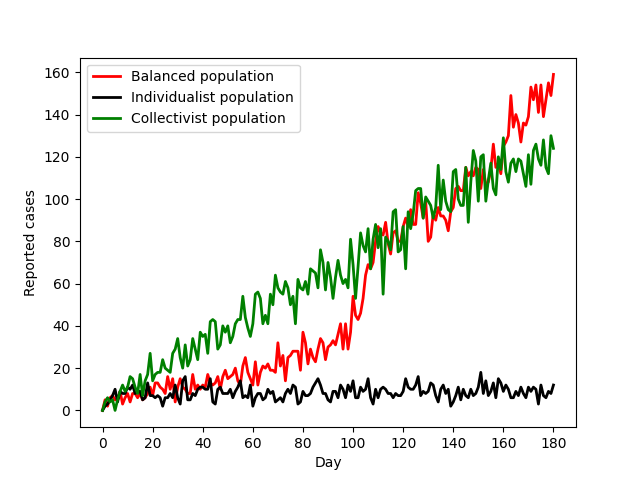 160
140
120
100
80
60
40
20
0
Reported cases
Balanced population
Individualist population
Collectivist population
0 20 40 60 80 100 120 140 160 180
Day